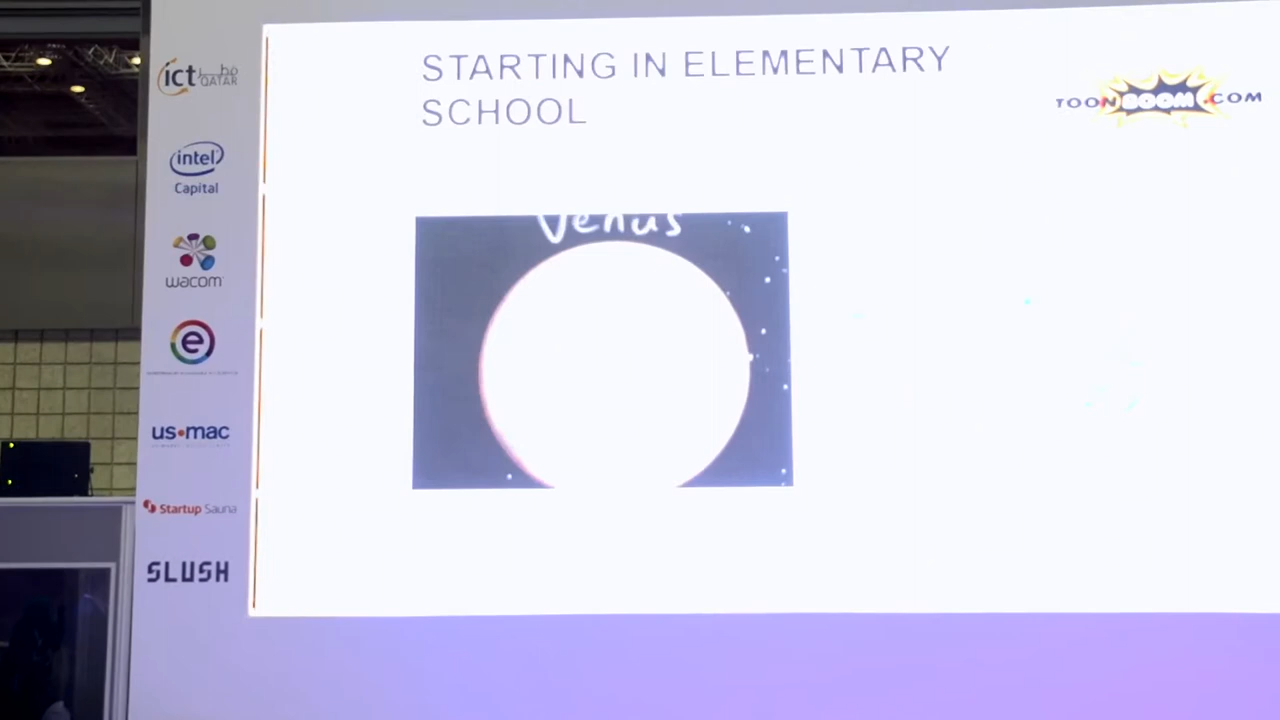 STARTING IN ELEMENTARY
SCHOOL
TOONBOOM.COM
Venus
ict
QATAR
intel
Capital
wacom
e
us•mac
Startup Sauna
SLUSH